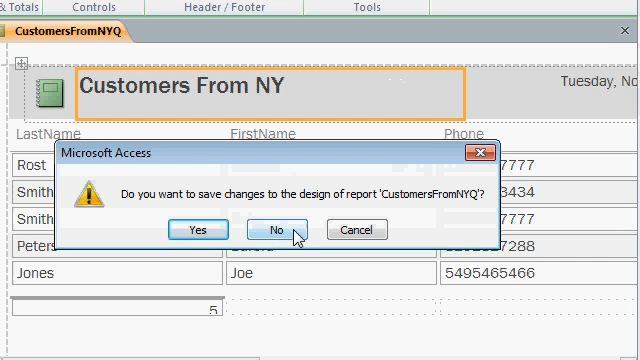 & Totals Controls Header / Footer Tools
CustomersFromNYQ
Customers From NY
Tuesday, No
LastName FirstName Phone
Microsoft Access
Rost 7777
Do you want to save changes to the design of report 'CustomersFromNYQ'?
Smith 3434
Smith 7777
Yes No Cancel
Peters 7288
Jones Joe 5495465466
5